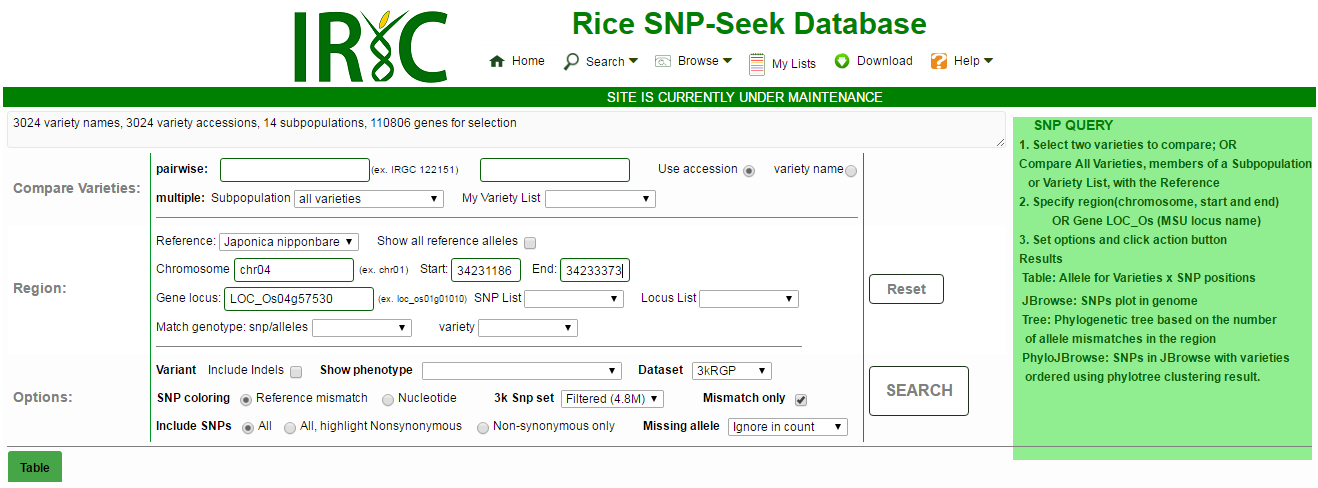 IRIC
Rice SNP-Seek Database
Home Search Browse My Lists Download Help
SITE IS CURRENTLY UNDER MAINTENANCE
3024 variety names, 3024 variety accessions, 14 subpopulations, 110806 genes for selection
Compare Varieties:
pairwise: (ex. IRGC 122151) Use accession variety name
multiple: Subpopulation all varieties My Variety List
Region:
Reference: Japonica nipponbare Show all reference alleles
Chromosome chr04 (ex. chr01) Start: 34231186 End: 34233373
Gene locus: LOC_Os04g57530 (ex. loc_os01g01010) SNP List Locus List
Match genotype: snp/alleles variety
Reset
Options:
Variant Include Indels Show phenotype Dataset 3kRGP
SNP coloring Reference mismatch Nucleotide 3k Snp set Filtered (4.8M) Mismatch only
Include SNPs All All, highlight Nonsynonymous Non-synonymous only Missing allele Ignore in count
SEARCH
SNP QUERY
1. Select two varieties to compare; OR
Compare All Varieties, members of a Subpopulation
or Variety List, with the Reference
2. Specify region(chromosome, start and end)
OR Gene LOC_Os (MSU locus name)
3. Set options and click action button
Results
Table: Allele for Varieties x SNP positions
JBrowse: SNPs plot in genome
Tree: Phylogenetic tree based on the number
of allele mismatches in the region
PhyloJBrowse: SNPs in JBrowse with varieties
ordered using phylotree clustering result.
Table